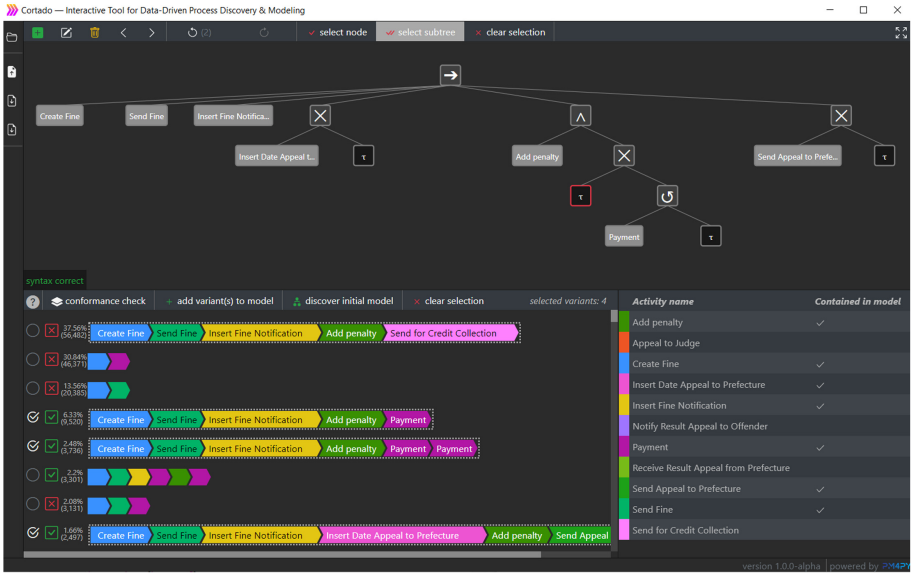 Cortado — Interactive Tool for Data-Driven Process Discovery & Modeling
(2)
select node
select subtree
clear selection
→
Create Fine
Send Fine
Insert Fine Notifica...
X
∧
X
Insert Date Appeal t...
τ
Add penalty
X
Send Appeal to Prefe...
τ
τ
↺
Payment
τ
syntax correct
? conformance check + add variant(s) to model discover initial model × clear selection selected variants: 4
Activity name Contained in model
37.56%
(56,482)
Create Fine Send Fine Insert Fine Notification Add penalty Send for Credit Collection
30.84%
(46,371)
13.56%
(20,385)
6.33%
(9,520)
Create Fine Send Fine Insert Fine Notification Add penalty Payment
2.48%
(3,736)
Create Fine Send Fine Insert Fine Notification Add penalty Payment Payment
2.2%
(3,301)
2.08%
(3,131)
1.66%
(2,497)
Create Fine Send Fine Insert Fine Notification Insert Date Appeal to Prefecture Add penalty Send Appeal
Add penalty
Appeal to Judge
Create Fine
Insert Date Appeal to Prefecture
Insert Fine Notification
Notify Result Appeal to Offender
Payment
Receive Result Appeal from Prefecture
Send Appeal to Prefecture
Send Fine
Send for Credit Collection
version 1.0.0-alpha powered by PM4PY